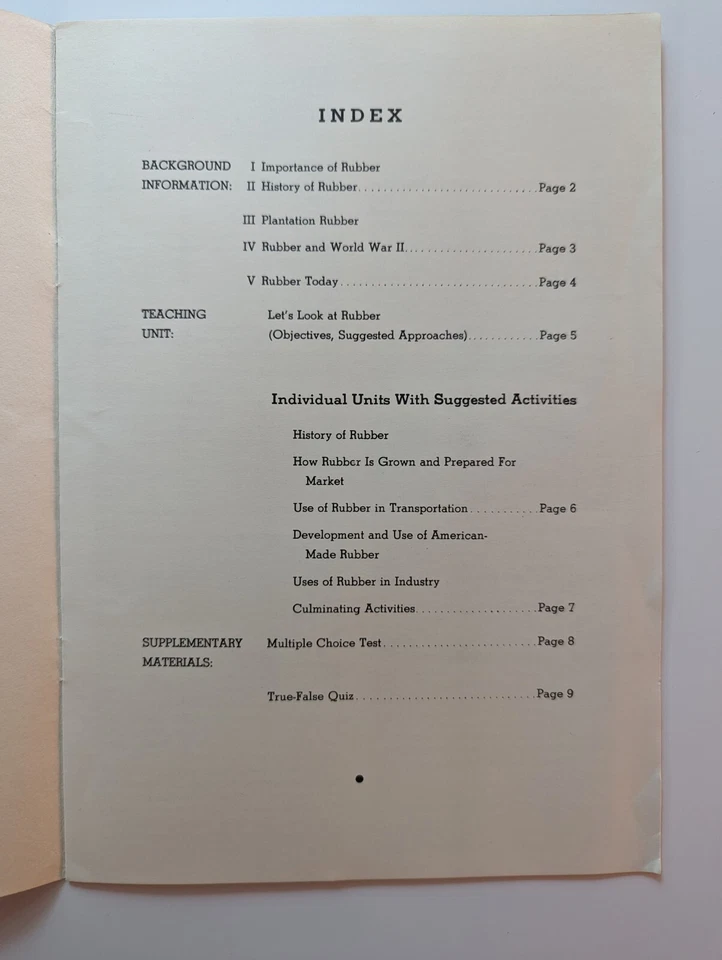 INDEX
BACKGROUND I Importance of Rubber
INFORMATION: II History of Rubber............................Page 2
III Plantation Rubber
IV Rubber and World War II.....................Page 3
V Rubber Today...............................Page 4
TEACHING Let's Look at Rubber
UNIT: (Objectives, Suggested Approaches)...........Page 5
Individual Units With Suggested Activities
History of Rubber
How Rubber Is Grown and Prepared For
Market
Use of Rubber in Transportation...........Page 6
Development and Use of American-
Made Rubber
Uses of Rubber in Industry
Culminating Activities...................Page 7
SUPPLEMENTARY Multiple Choice Test........................Page 8
MATERIALS:
True-False Quiz............................Page 9